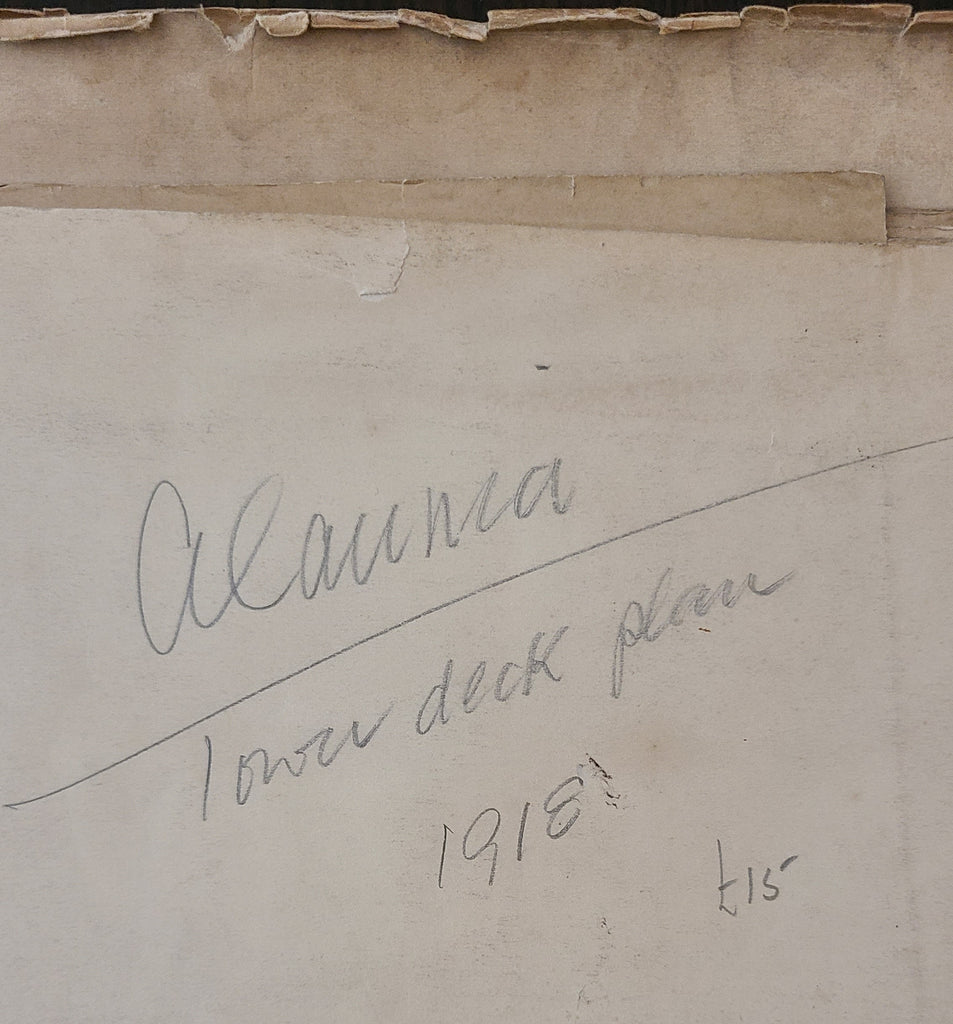 Alaunia
lower deck plan
1918
£15